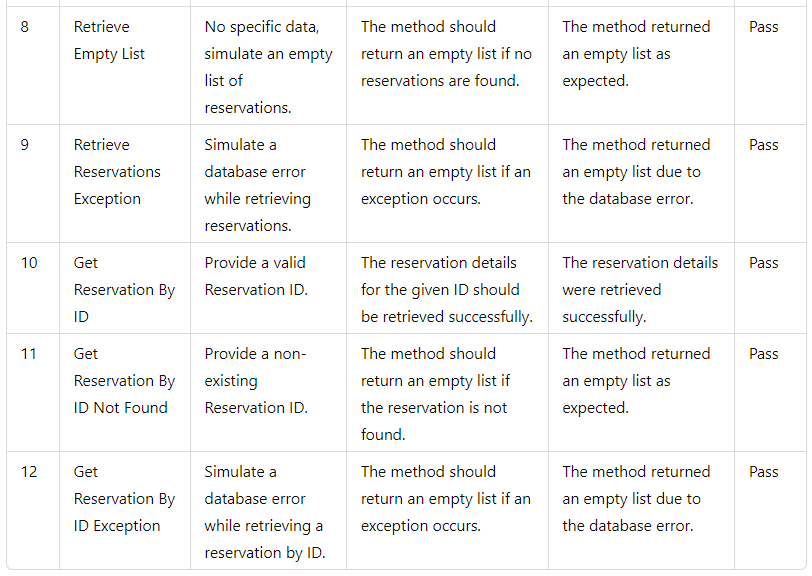 8
Retrieve
Empty List
No specific data,
simulate an empty
list of
reservations.
The method should
return an empty list if no
reservations are found.
The method returned
an empty list as
expected.
Pass
9
Retrieve
Reservations
Exception
Simulate a
database error
while retrieving
reservations.
The method should
return an empty list if an
exception occurs.
The method returned
an empty list due to
the database error.
Pass
10
Get
Reservation By
ID
Provide a valid
Reservation ID.
The reservation details
for the given ID should
be retrieved successfully.
The reservation details
were retrieved
successfully.
Pass
11
Get
Reservation By
ID Not Found
Provide a non-
existing
Reservation ID.
The method should
return an empty list if
the reservation is not
found.
The method returned
an empty list as
expected.
Pass
12
Get
Reservation By
ID Exception
Simulate a
database error
while retrieving a
reservation by ID.
The method should
return an empty list if an
exception occurs.
The method returned
an empty list due to
the database error.
Pass